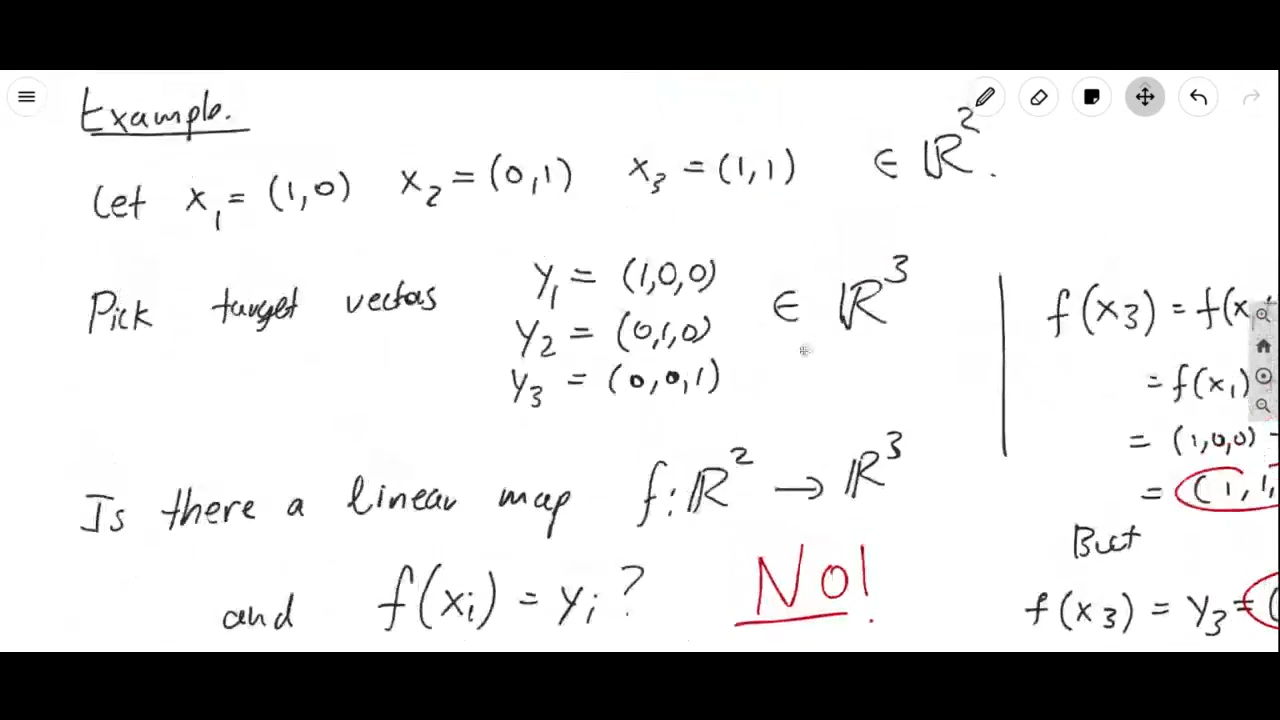 Example.
Let x₁ = (1,0) x₂ = (0,1) x₃ = (1,1) ∈ ℝ².
Pick target vectors
y₁ = (1,0,0)
y₂ = (0,1,0) ∈ ℝ³
y₃ = (0,0,1)
Is there a linear map f: ℝ² → ℝ³
and f(xᵢ) = yᵢ? No!
f(x₃) = f(x
= f(x₁)
= (1,0,0)
= (1,1,
But
f(x₃) = y₃ = (